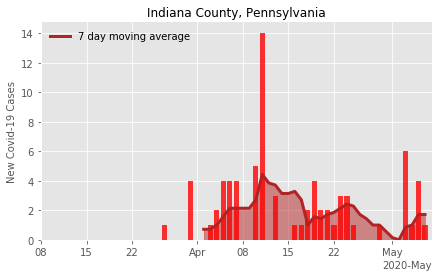 Indiana County, Pennsylvania
7 day moving average
New Covid-19 Cases
14
12
10
8
6
4
2
0
08 15 22 Apr 08 15 22 May
2020-May